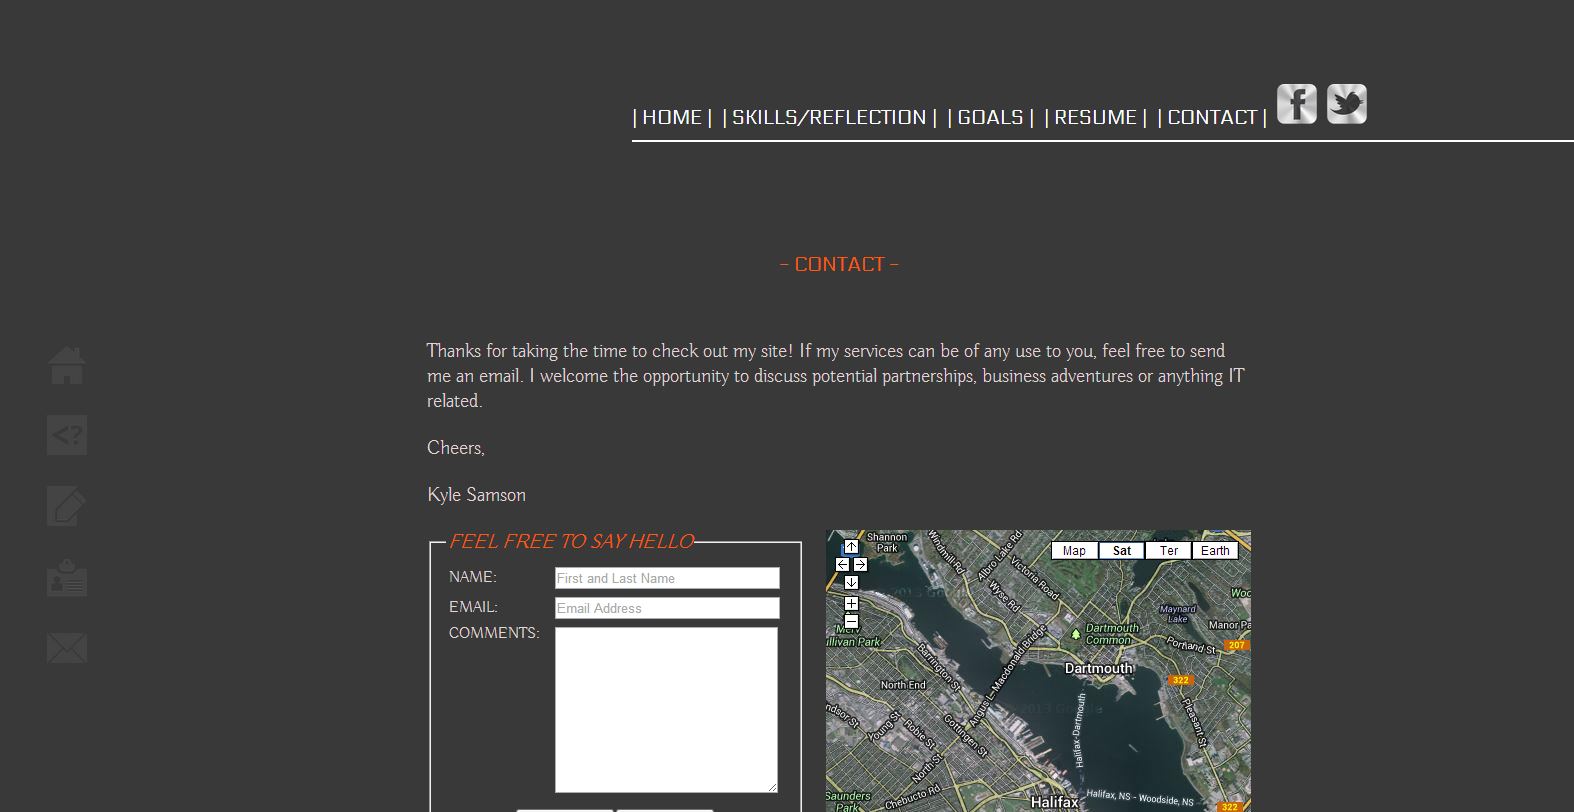 | HOME | | SKILLS/REFLECTION | | GOALS | | RESUME | | CONTACT |
- CONTACT -
Thanks for taking the time to check out my site! If my services can be of any use to you, feel free to send
me an email. I welcome the opportunity to discuss potential partnerships, business adventures or anything IT
related.
Cheers,
Kyle Samson
FEEL FREE TO SAY HELLO
NAME:
First and Last Name
EMAIL:
Email Address
COMMENTS:
Shannon
Park
Windmill Rd
Albro Lake Rd
Victoria Road
Wyse Rd
Map
Sat
Ter
Earth
Maynard
Lake
Manor Pa
Dartmouth
Common
Portland St
207
Dartmouth
322
Pleasant St
ullivan Park
Barrington St
Angus L. Macdonald Bridge
North End
Young St
Robie St
Gottingen St
North St
Chebucto Rd
Halifax-Dartmouth
Saunders
Park
Halifax
Halifax, NS - Woodside, NS
322